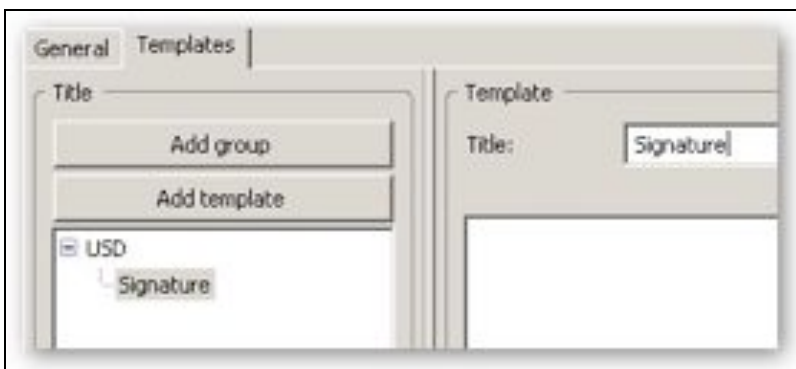 General Templates
Title
Add group
Add template
USD
Signature
Template
Title: Signature